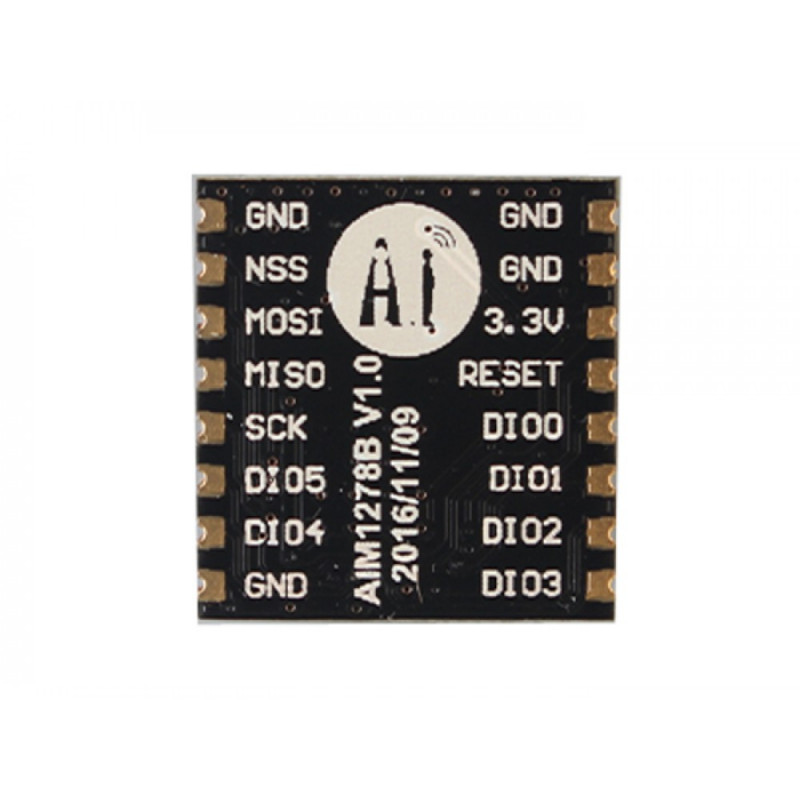 GND
NSS
MOSI
MISO
SCK
DIO5
DIO4
GND
Ai
AIM1278B V1.0
2016/11/09
GND
GND
3.3V
RESET
DIO0
DIO1
DIO2
DIO3